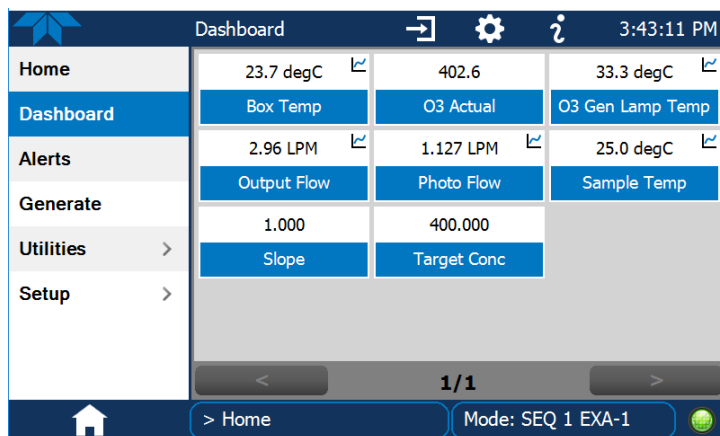 Dashboard
3:43:11 PM
Home
Dashboard
Alerts
Generate
Utilities >
Setup >
23.7 degC
Box Temp
402.6
O3 Actual
33.3 degC
O3 Gen Lamp Temp
2.96 LPM
Output Flow
1.127 LPM
Photo Flow
25.0 degC
Sample Temp
1.000
Slope
400.000
Target Conc
< 1/1 >
> Home
Mode: SEQ 1 EXA-1